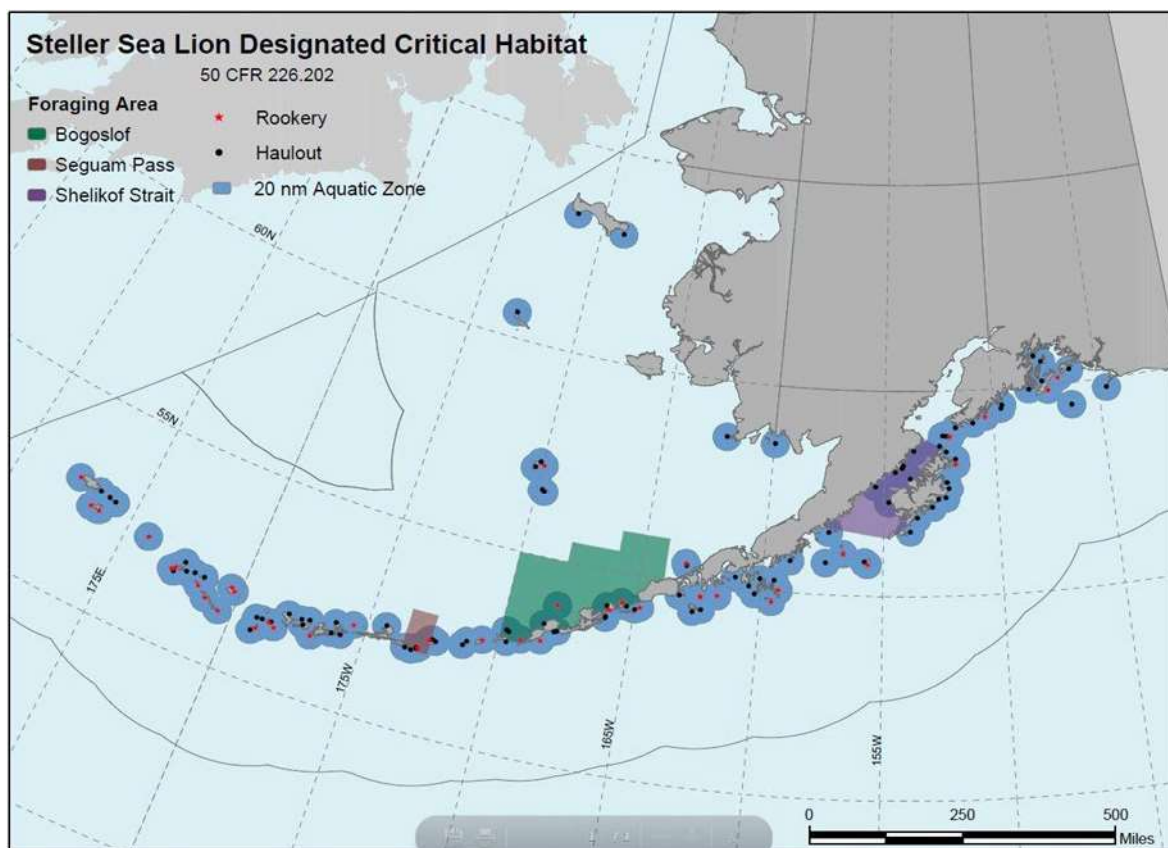 Steller Sea Lion Designated Critical Habitat
50 CFR 226.202
Foraging Area
Bogoslof
Seguam Pass
Shelikof Strait
Rookery
Haulout
20 nm Aquatic Zone
60N
55N
175E
175W
165W
155W
0 250 500
Miles